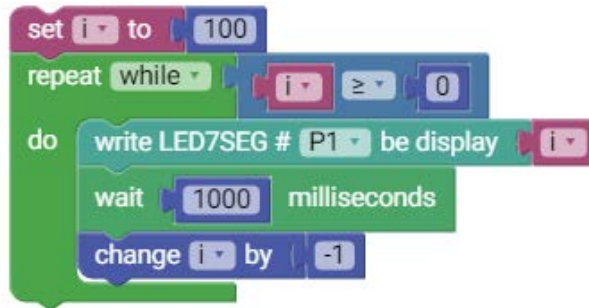 set i to 100
repeat while i ≥ 0
do write LED7SEG # P1 be display i
wait 1000 milliseconds
change i by -1